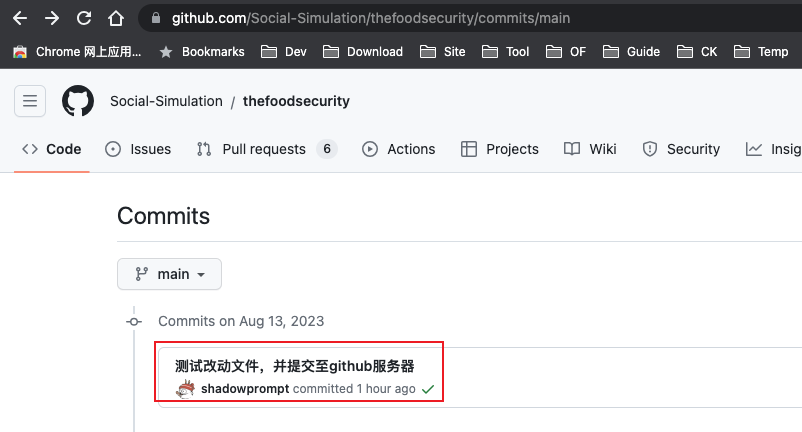 github.com/Social-Simulation/thefoodsecurity/commits/main
Chrome 网上应用... Bookmarks Dev Download Site Tool OF Guide CK Temp
Social-Simulation / thefoodsecurity
Code Issues Pull requests 6 Actions Projects Wiki Security Insig
Commits
main
Commits on Aug 13, 2023
测试改动文件，并提交至github服务器
shadowprompt committed 1 hour ago